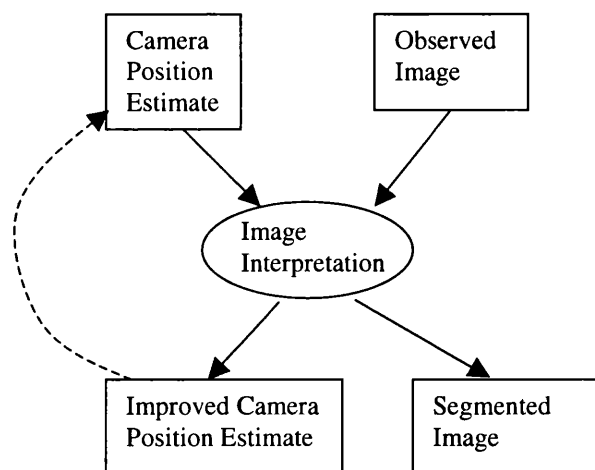 Camera
Position
Estimate
Observed
Image
Image
Interpretation
Improved Camera
Position Estimate
Segmented
Image